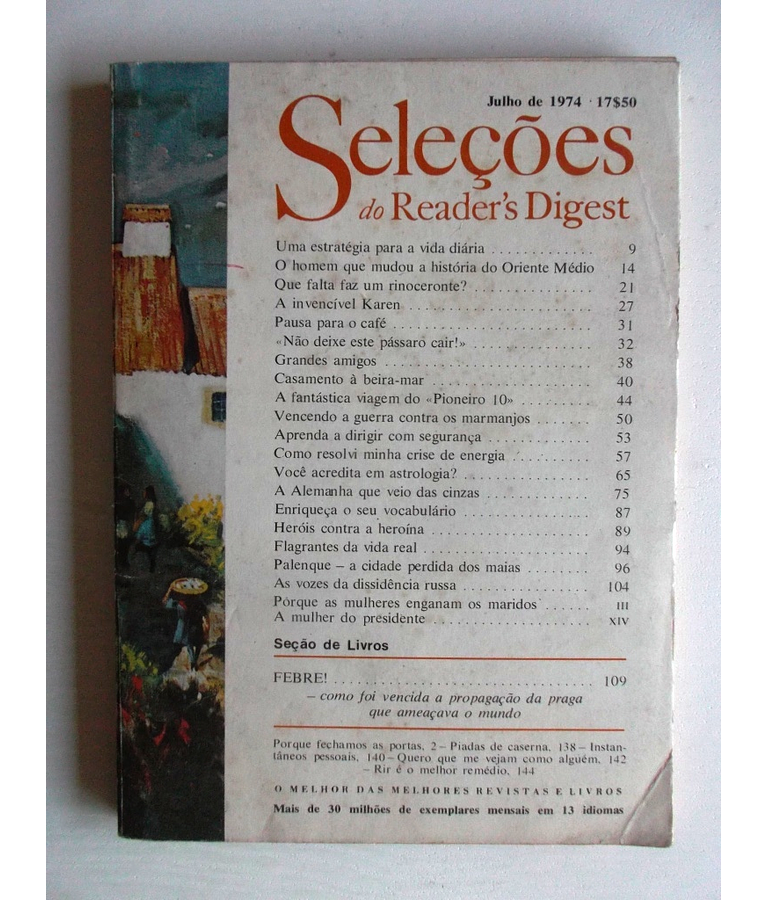 Julho de 1974 · 17$50
Seleções
do Reader's Digest
Uma estratégia para a vida diária ............. 9
O homem que mudou a história do Oriente Médio 14
Que falta faz um rinoceronte? ............... 21
A invencível Karen ........................ 27
Pausa para o café ......................... 31
«Não deixe este pássaro cair!» ............... 32
Grandes amigos .......................... 38
Casamento à beira-mar .................... 40
A fantástica viagem do «Pioneiro 10» ......... 44
Vencendo a guerra contra os marmanjos ....... 50
Aprenda a dirigir com segurança ............. 53
Como resolvi minha crise de energia .......... 57
Você acredita em astrologia? ................ 65
A Alemanha que veio das cinzas ............. 75
Enriqueça o seu vocabulário ................ 87
Heróis contra a heroína .................... 89
Flagrantes da vida real ..................... 94
Palenque – a cidade perdida dos maias ........ 96
As vozes da dissidência russa ................ 104
Porque as mulheres enganam os maridos ...... III
A mulher do presidente .................... XIV
Seção de Livros
FEBRE! ................................. 109
– como foi vencida a propagação da praga
que ameaçava o mundo
Porque fechamos as portas, 2 – Piadas de caserna, 138 – Instan-
tâneos pessoais, 140 – Quero que me vejam como alguém, 142
– Rir é o melhor remédio, 144
O MELHOR DAS MELHORES REVISTAS E LIVROS
Mais de 30 milhões de exemplares mensais em 13 idiomas